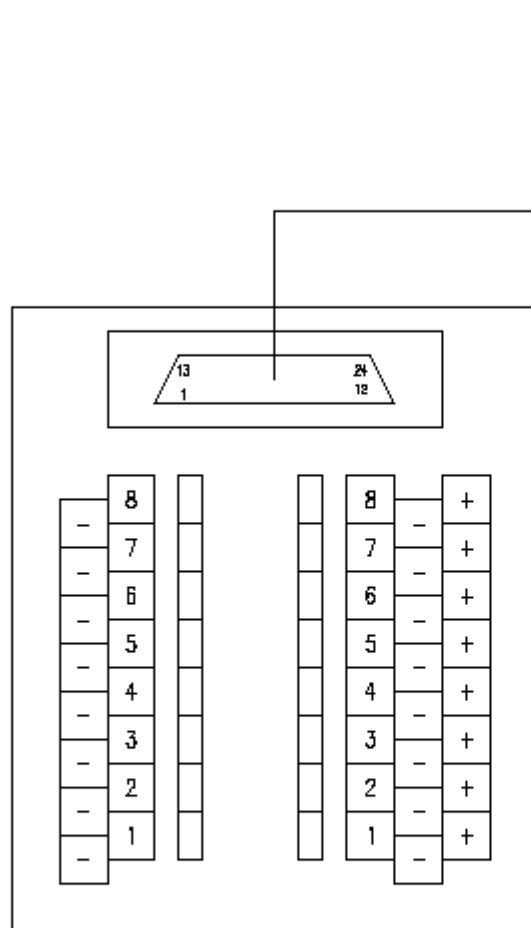 13 24
1 12
8 8 +
- -
7 7 +
- -
6 6 +
- -
5 5 +
- -
4 4 +
- -
3 3 +
- -
2 2 +
- -
1 1 +
- -